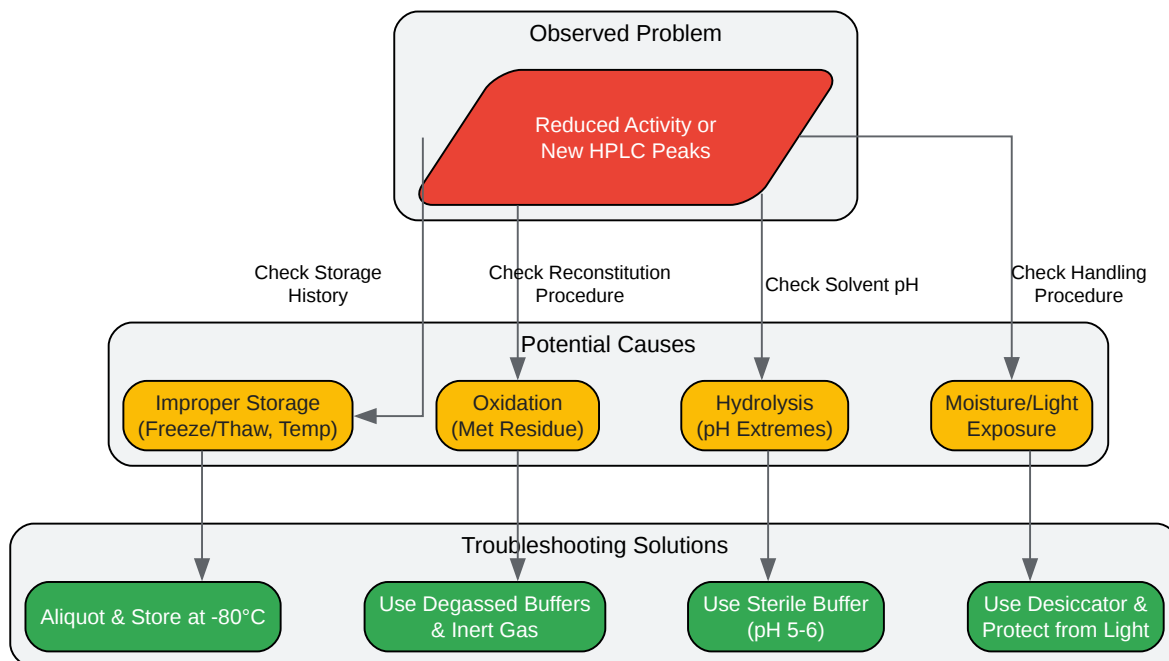 Observed Problem
Reduced Activity or
New HPLC Peaks
Check Storage
History
Check Reconstitution
Procedure
Check Solvent pH
Check Handling
Procedure
Potential Causes
Improper Storage
(Freeze/Thaw, Temp)
Oxidation
(Met Residue)
Hydrolysis
(pH Extremes)
Moisture/Light
Exposure
Troubleshooting Solutions
Aliquot & Store at -80°C
Use Degassed Buffers
& Inert Gas
Use Sterile Buffer
(pH 5-6)
Use Desiccator &
Protect from Light